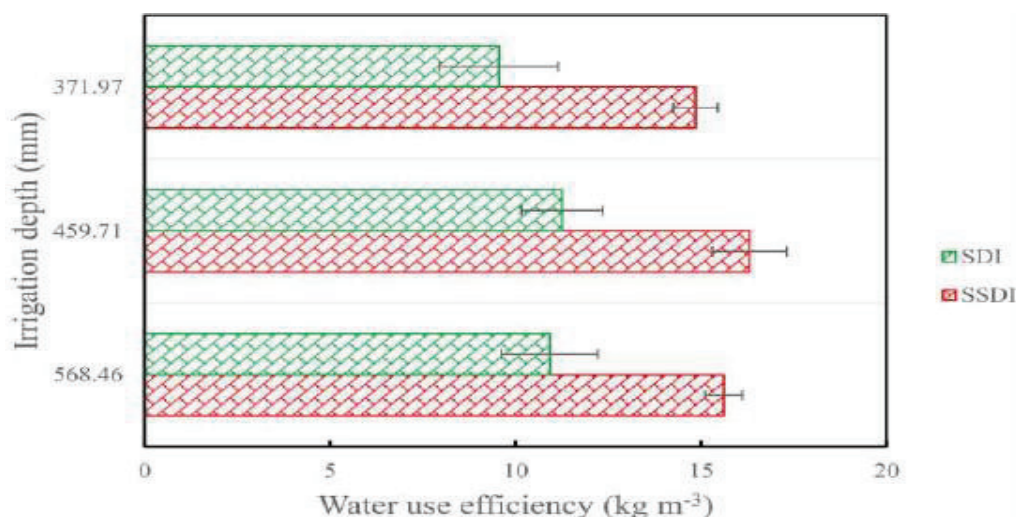 Irrigation depth (mm)
371.97
459.71
568.46
0 5 10 15 20
Water use efficiency (kg m⁻³)
SDI
SSDI